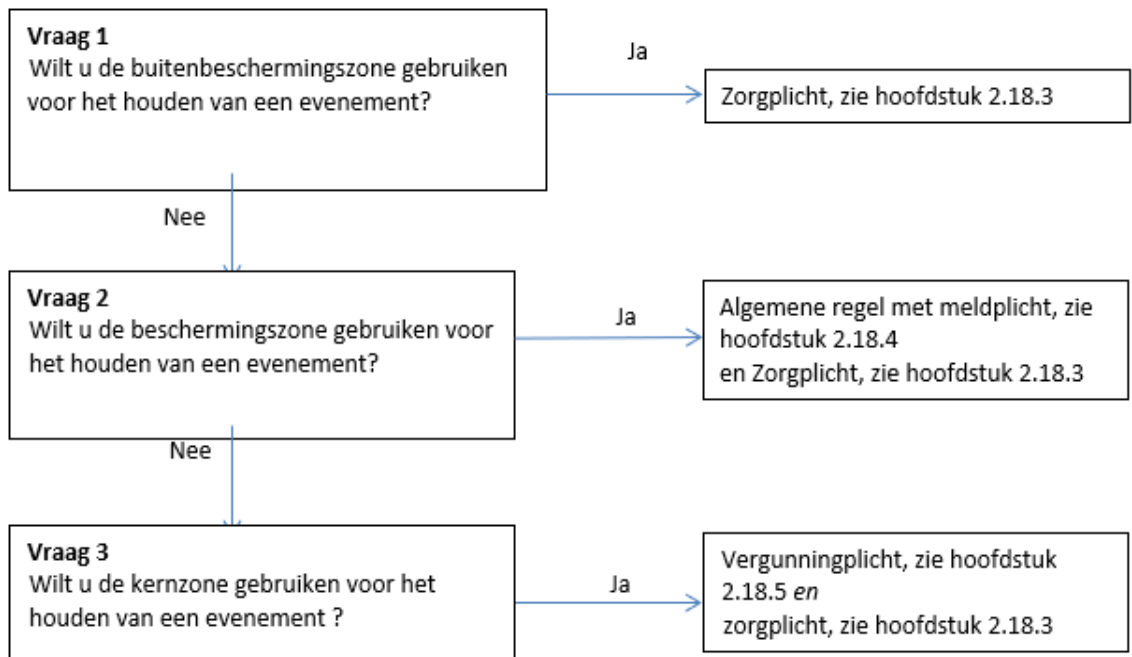 Vraag 1
Wilt u de buitenbeschermingszone gebruiken
voor het houden van een evenement?
Ja
Zorgplicht, zie hoofdstuk 2.18.3
Nee
Vraag 2
Wilt u de beschermingszone gebruiken voor
het houden van een evenement?
Ja
Algemene regel met meldplicht, zie
hoofdstuk 2.18.4
en Zorgplicht, zie hoofdstuk 2.18.3
Nee
Vraag 3
Wilt u de kernzone gebruiken voor het
houden van een evenement ?
Ja
Vergunningplicht, zie hoofdstuk
2.18.5 en
zorgplicht, zie hoofdstuk 2.18.3